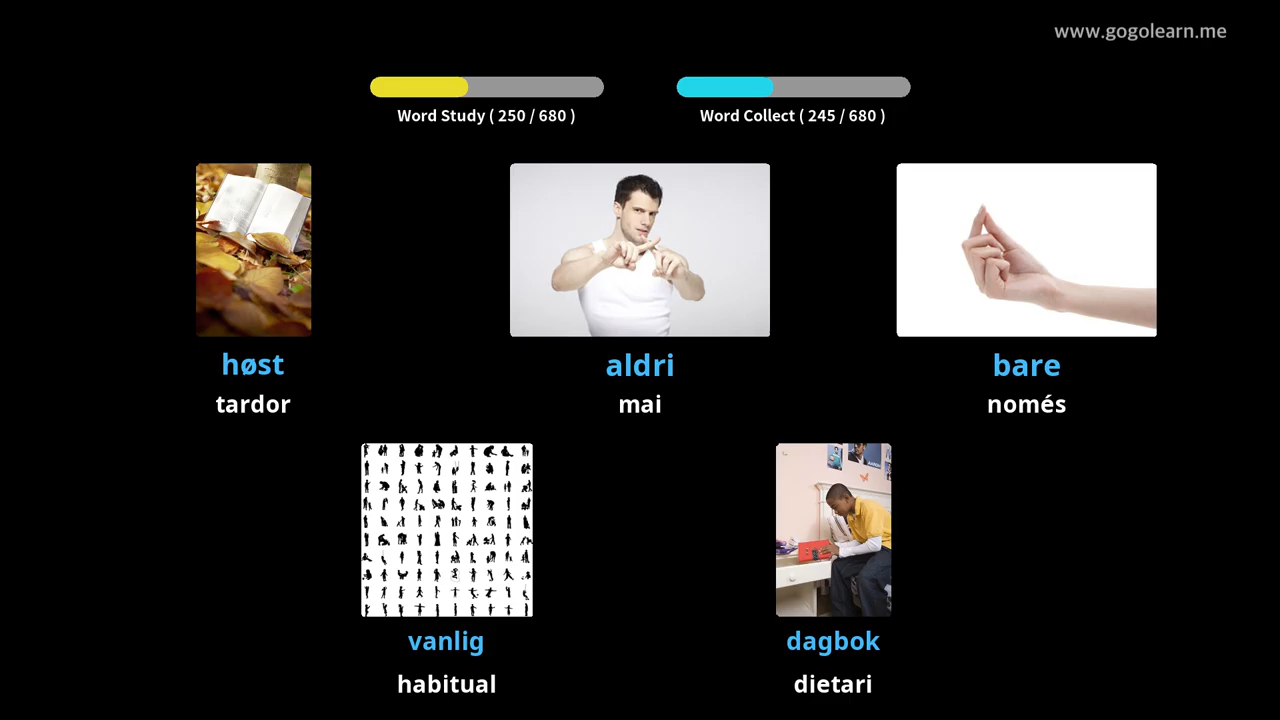 www.gogolearn.me
Word Study ( 250 / 680 )
Word Collect ( 245 / 680 )
høst
aldri
bare
tardor
mai
només
vanlig
dagbok
habitual
dietari